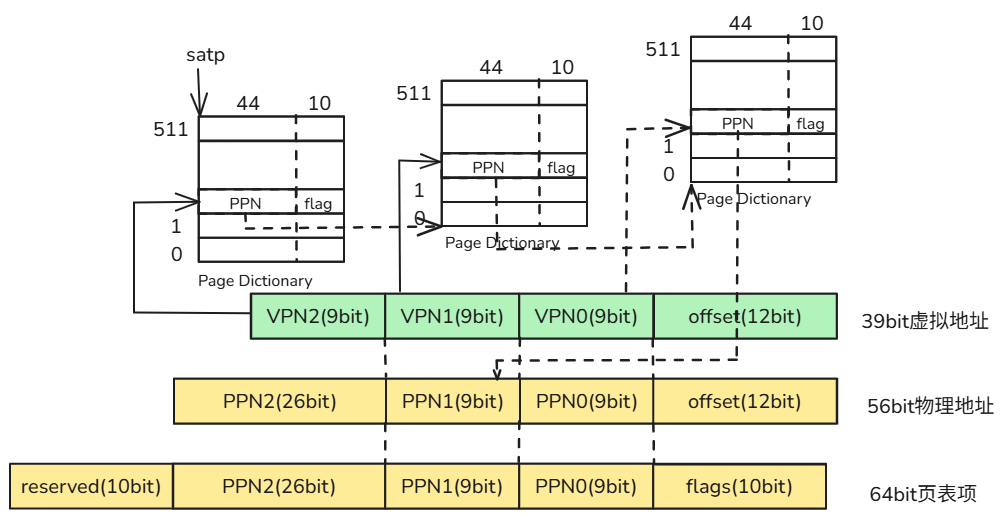 satp
44 10
511
PPN flag
1
0
Page Dictionary
44 10
511
PPN flag
1
0
Page Dictionary
44 10
511
PPN flag
1
0
Page Dictionary
VPN2(9bit) VPN1(9bit) VPN0(9bit) offset(12bit) 39bit虚拟地址
PPN2(26bit) PPN1(9bit) PPN0(9bit) offset(12bit) 56bit物理地址
reserved(10bit) PPN2(26bit) PPN1(9bit) PPN0(9bit) flags(10bit) 64bit页表项